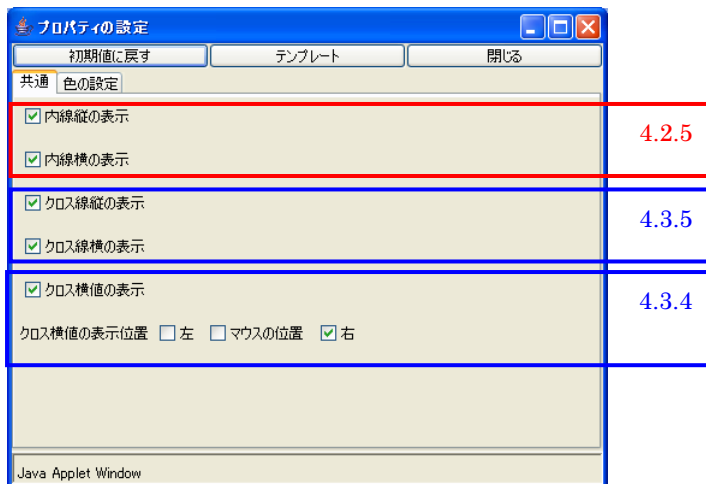 プロパティの設定
初期値に戻す テンプレート 閉じる
共通 色の設定
内線縦の表示
4.2.5
内線横の表示
クロス線縦の表示
4.3.5
クロス線横の表示
クロス横値の表示
4.3.4
クロス横値の表示位置 左 マウスの位置 右
Java Applet Window